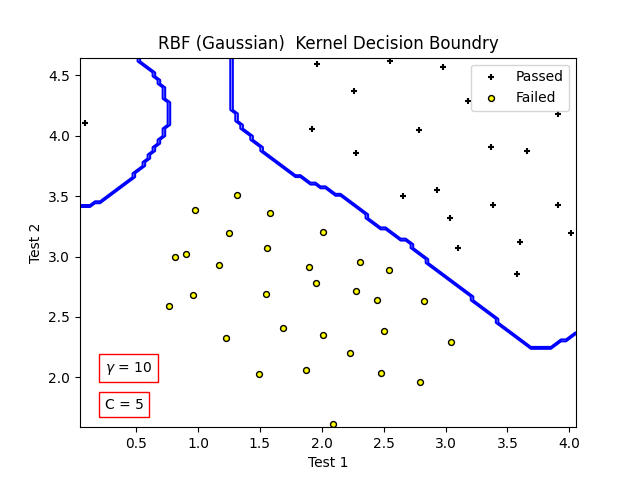 RBF (Gaussian)  Kernel Decision Boundry
Passed
Failed
4.5
4.0
3.5
3.0
2.5
2.0
Test 2
γ = 10
C = 5
0.5 1.0 1.5 2.0 2.5 3.0 3.5 4.0
Test 1